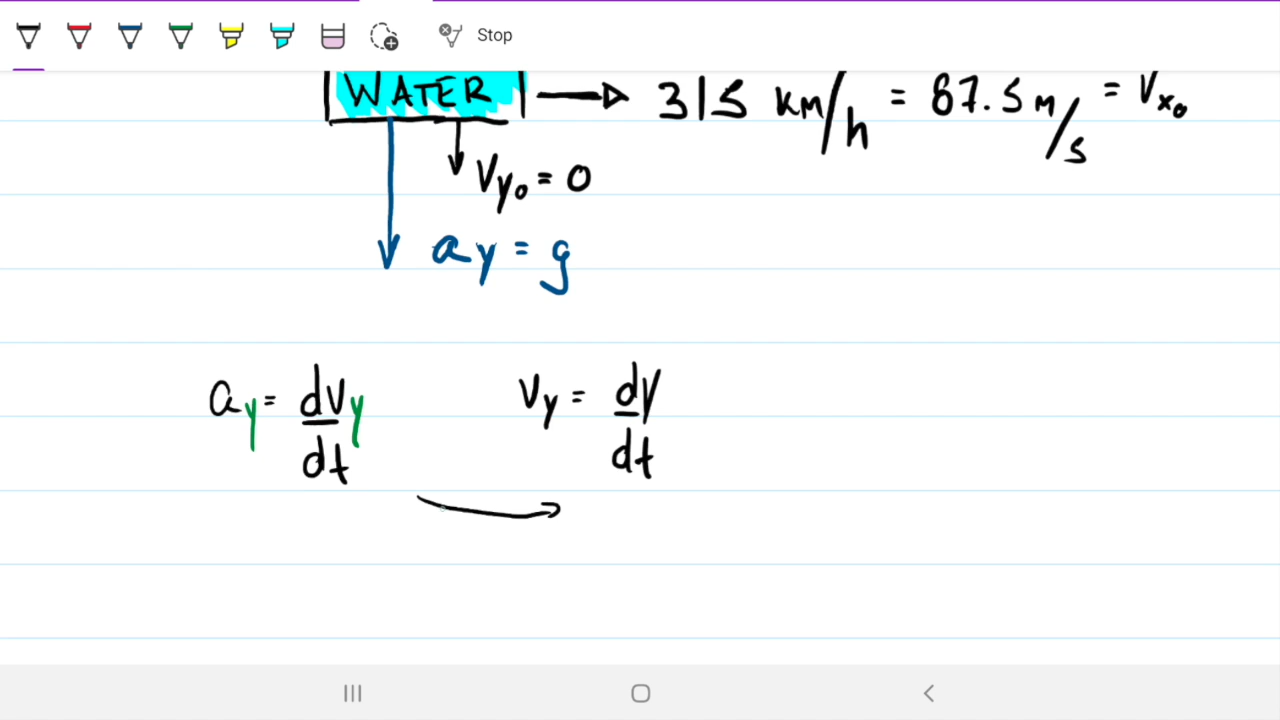 Stop
WATER → 315 km/h = 87.5 m/s = Vx₀
Vy₀ = 0
ay = g
ay = dVy/dt Vy = dy/dt